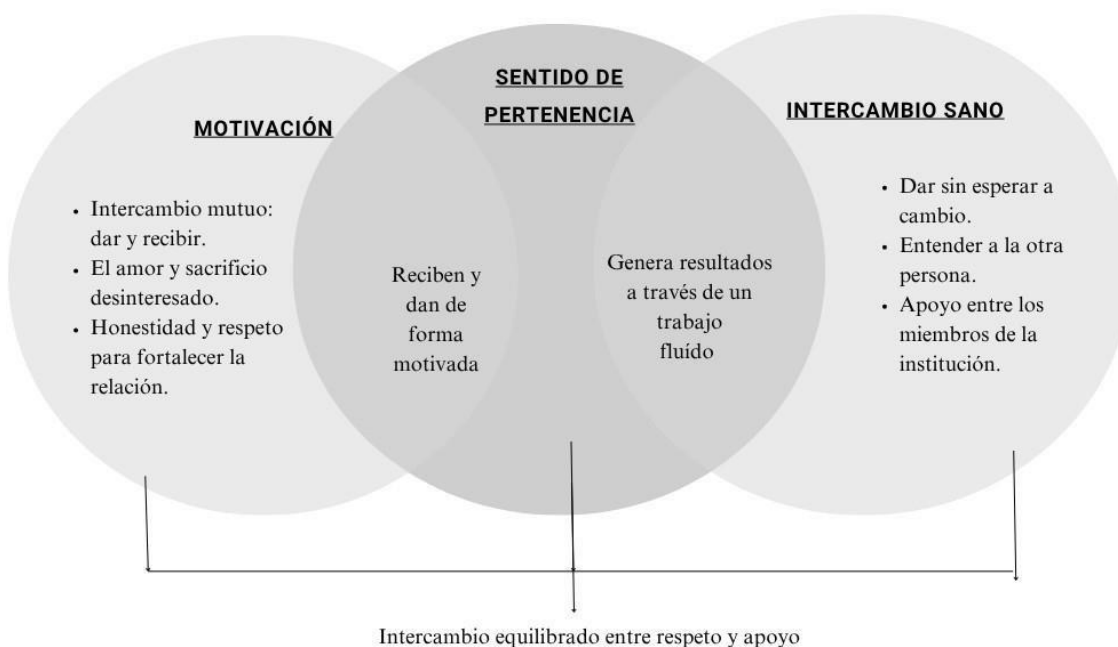 MOTIVACIÓN
• Intercambio mutuo:
dar y recibir.
• El amor y sacrificio
desinteresado.
• Honestidad y respeto
para fortalecer la
relación.
SENTIDO DE
PERTENENCIA
Reciben y
dan de
forma
motivada
Genera resultados
a través de un
trabajo
fluído
INTERCAMBIO SANO
• Dar sin esperar a
cambio.
• Entender a la otra
persona.
• Apoyo entre los
miembros de la
institución.
Intercambio equilibrado entre respeto y apoyo